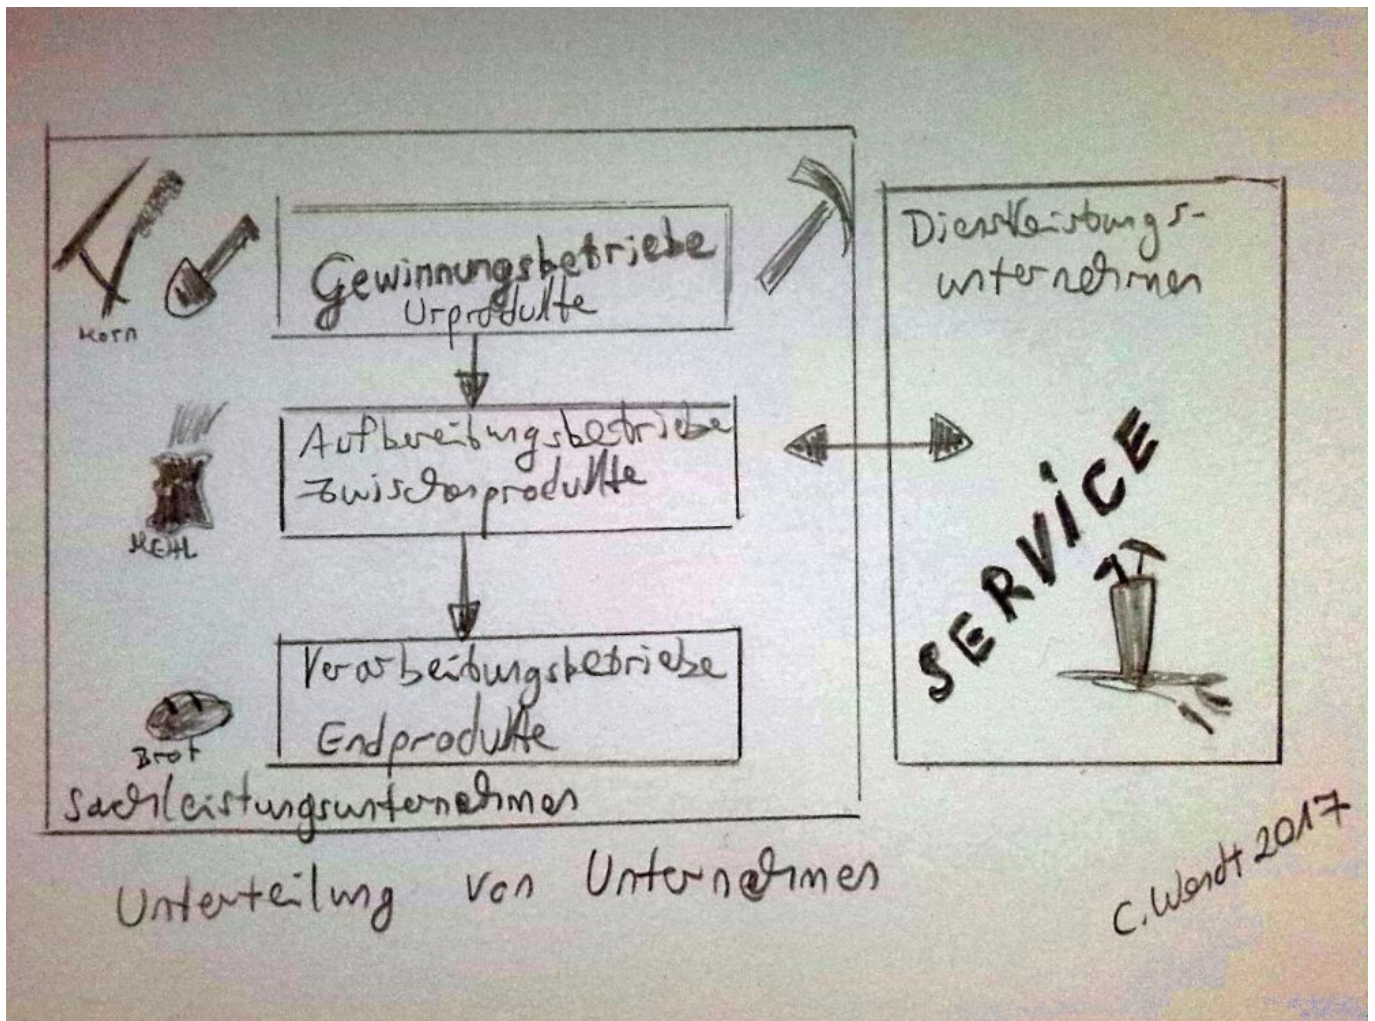 Gewinnungsbetriebe
Urprodukte
Korn
Aufbereitungsbetriebe
Zwischenprodukte
MEHL
Verarbeitungsbetriebe
Endprodukte
Brot
Sachleistungsunternehmen
Dienstleistungs-
unternehmen
SERViCE
Unterteilung von Unternehmen
C. Wendt 2017